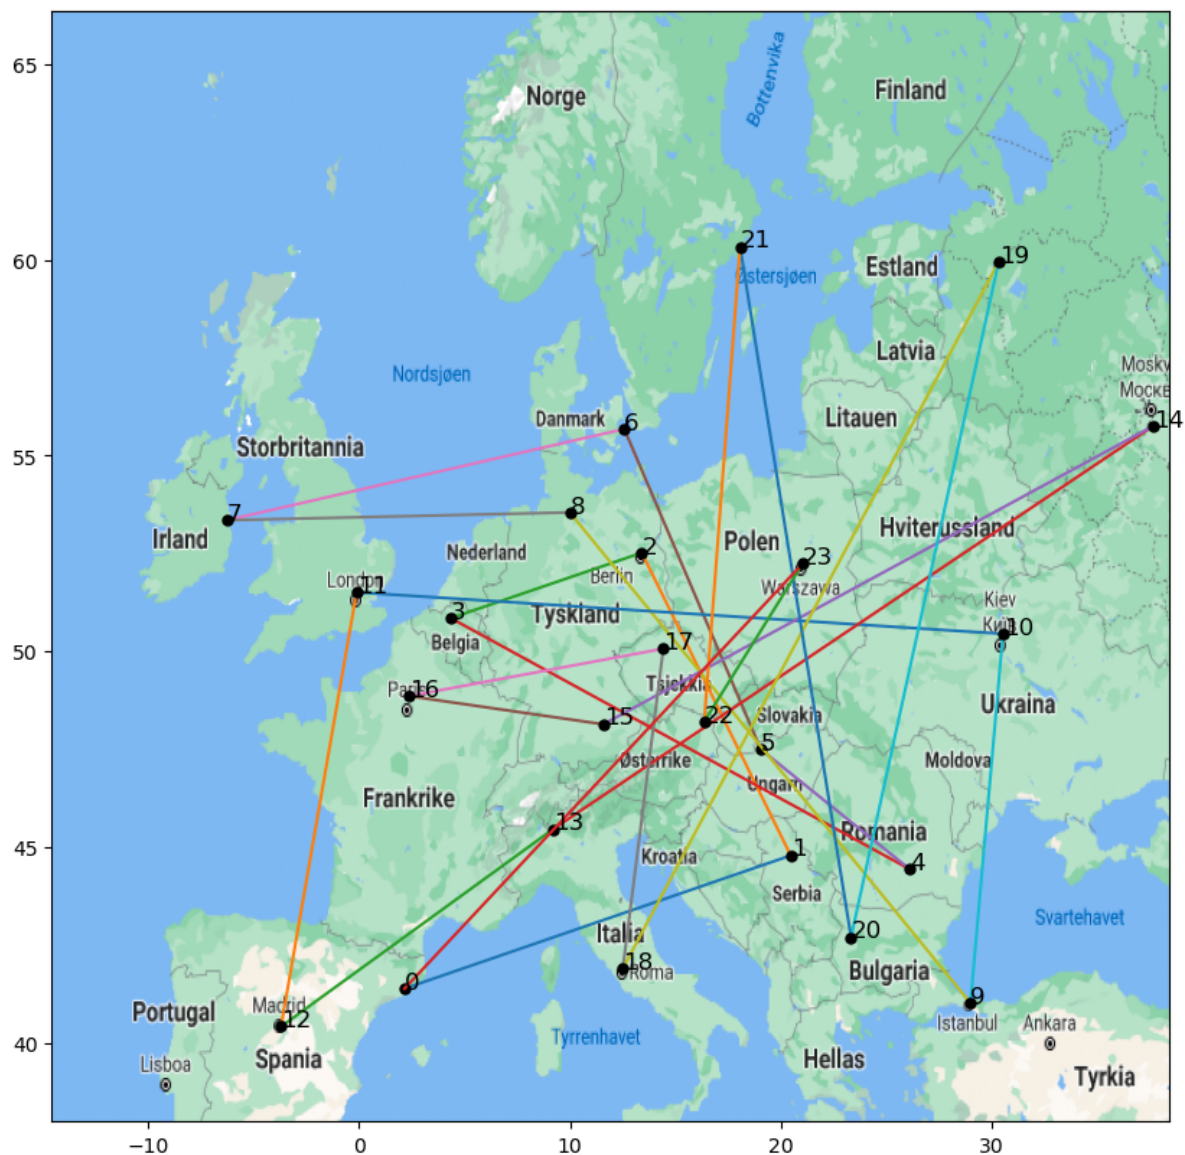 65
60
55
50
45
40
−10
0
10
20
30
Norge
Bottenvika
Finland
21
Østersjøen
19
Estland
Latvia
Nordsjøen
Danmark
6
Litauen
Moskv
Москв
14
Storbritannia
7
8
Irland
Nederland
2
Berlin
Polen
23
Warszawa
Hviterussland
London
11
3
Belgia
Tyskland
Kiev
Київ
10
17
Tsjekkia
Paris
16
15
22
Slovakia
Ukraina
5
Østerrike
Ungarn
Moldova
Frankrike
13
Romania
1
4
Kroatia
Serbia
Svartehavet
Italia
20
18
Roma
Bulgaria
0
Portugal
Madrid
12
9
Istanbul
Ankara
Tyrrenhavet
Spania
Lisboa
Hellas
Tyrkia